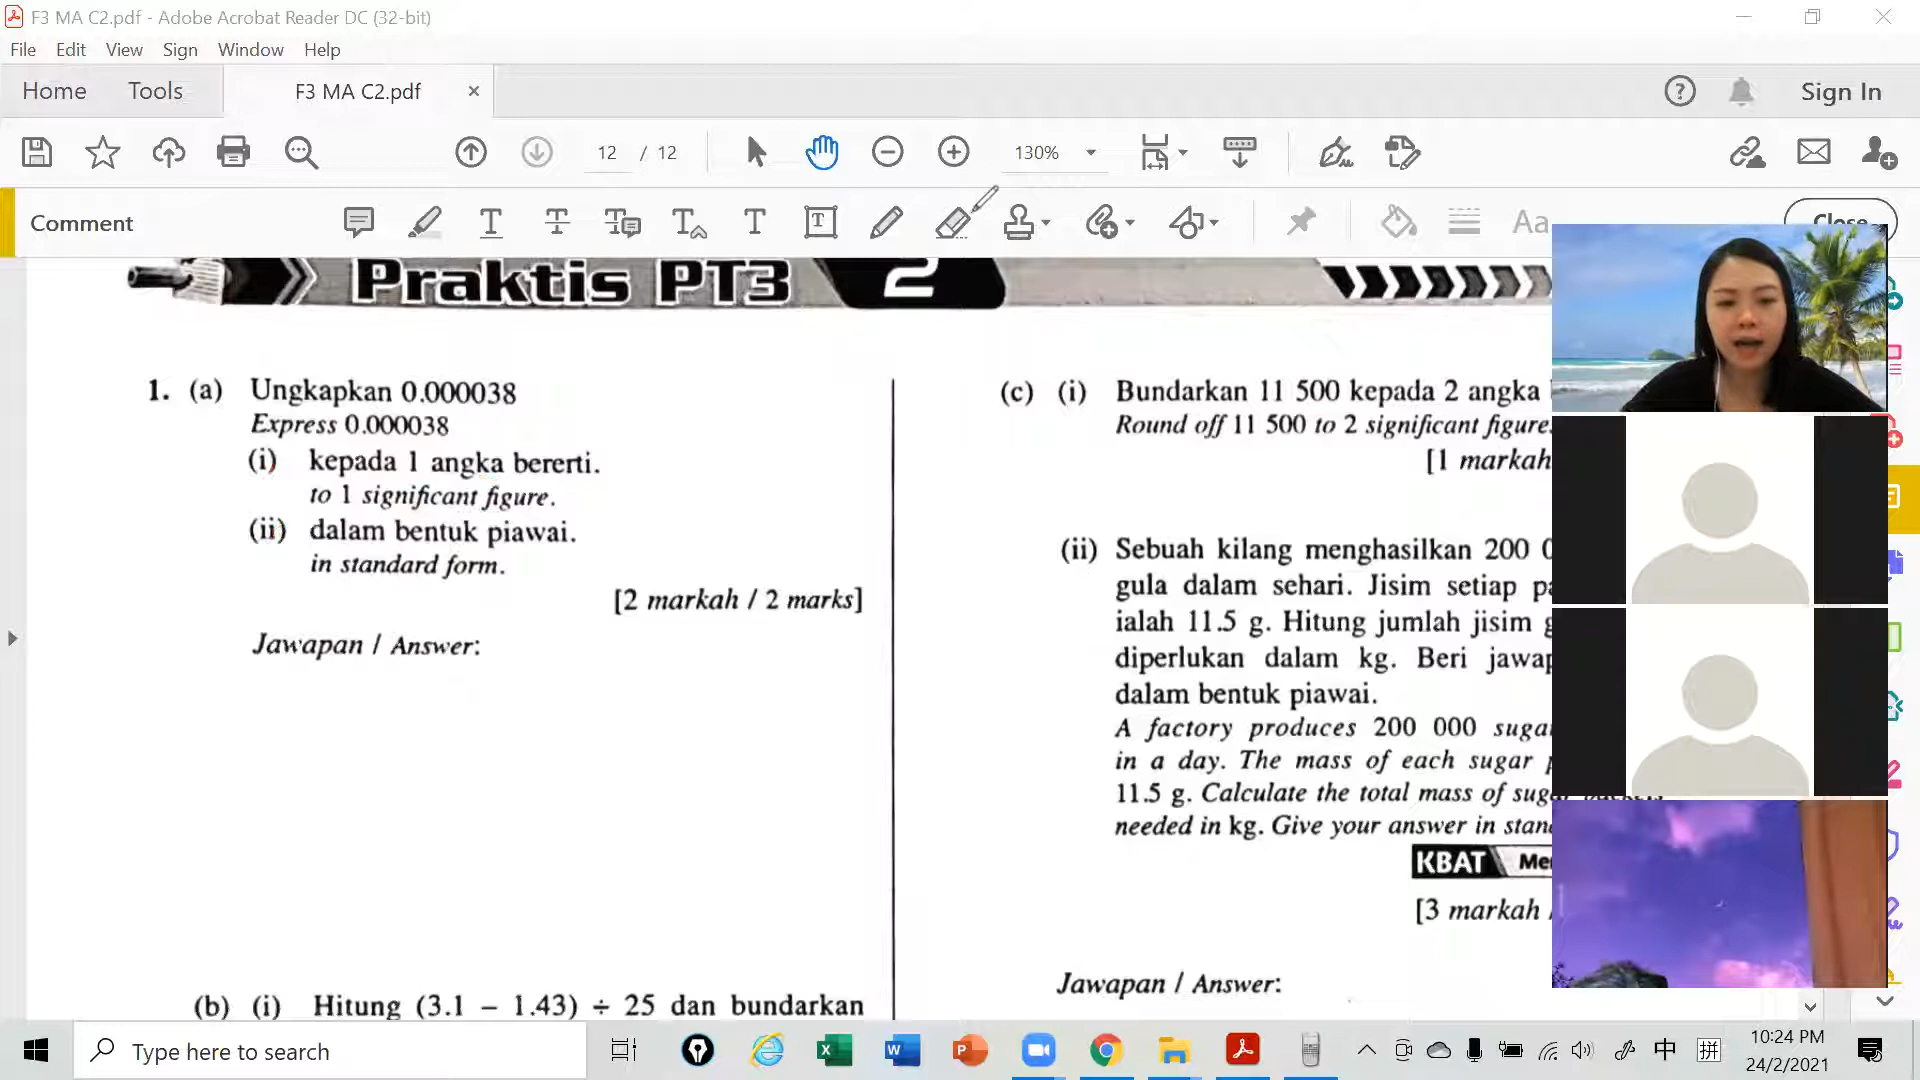 F3 MA C2.pdf - Adobe Acrobat Reader DC (32-bit)
File Edit View Sign Window Help
Home Tools F3 MA C2.pdf × Sign In
12 / 12 130%
Comment Close
Praktis PT3 2
1. (a) Ungkapkan 0.000038
Express 0.000038
(i) kepada 1 angka bererti.
to 1 significant figure.
(ii) dalam bentuk piawai.
in standard form.
[2 markah / 2 marks]
Jawapan / Answer:
(b) (i) Hitung (3.1 – 1.43) ÷ 25 dan bundarkan
(c) (i) Bundarkan 11 500 kepada 2 angka
Round off 11 500 to 2 significant figure
[1 markah
(ii) Sebuah kilang menghasilkan 200 0
gula dalam sehari. Jisim setiap
ialah 11.5 g. Hitung jumlah jisim
diperlukan dalam kg. Beri
dalam bentuk piawai.
A factory produces 200 000
in a day. The mass of each sugar
11.5 g. Calculate the total mass of
needed in kg. Give your answer in
KBAT
[3 markah
Jawapan / Answer:
Type here to search
中 拼
10:24 PM
24/2/2021